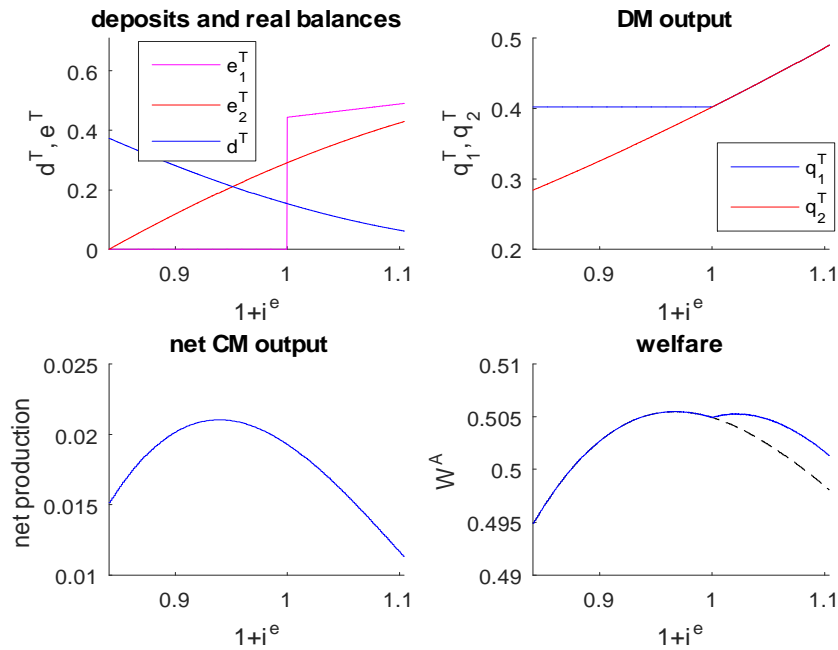 deposits and real balances
d^T, e^T
0.6
0.4
0.2
0
e_1^T
e_2^T
d^T
0.9
1
1.1
1+i^e
DM output
q_1^T, q_2^T
0.5
0.4
0.3
0.2
q_1^T
q_2^T
0.9
1
1.1
1+i^e
net CM output
net production
0.025
0.02
0.015
0.01
0.9
1
1.1
1+i^e
welfare
W^A
0.51
0.505
0.5
0.495
0.49
0.9
1
1.1
1+i^e